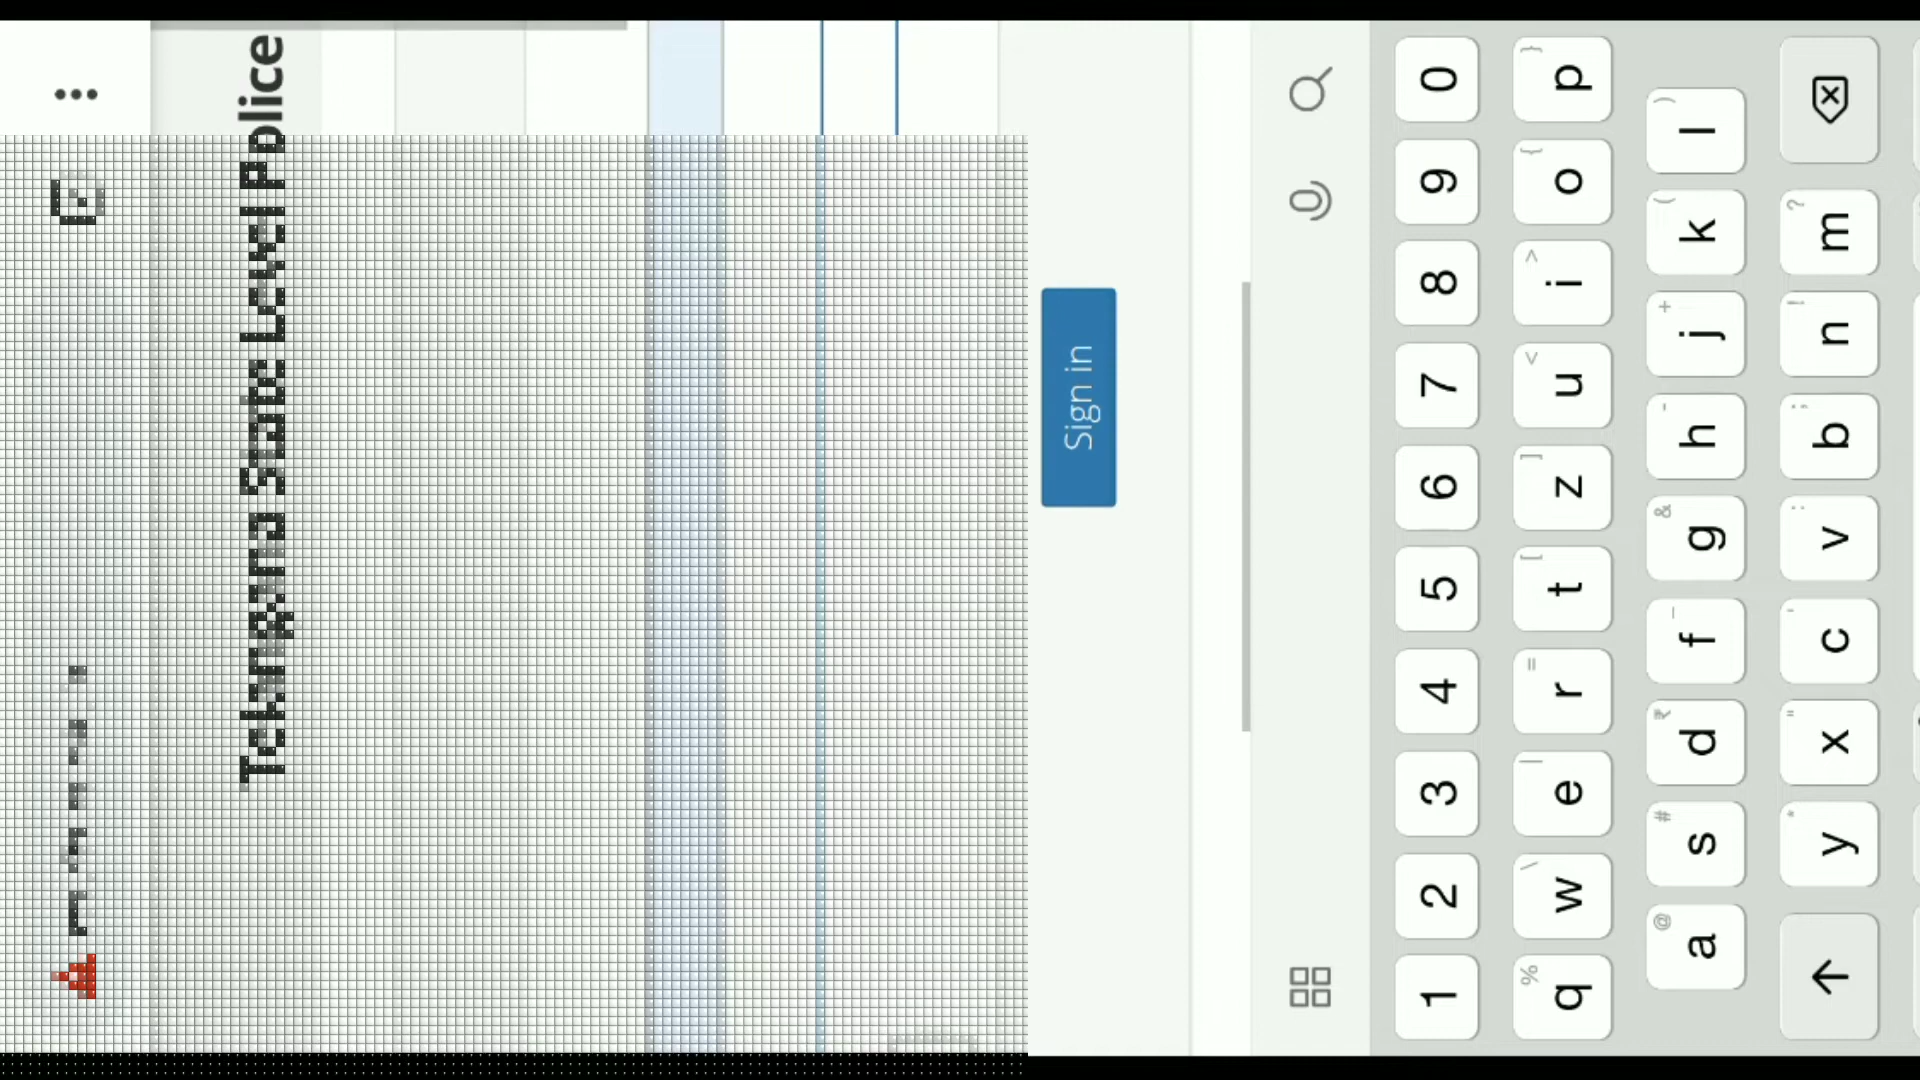 Telangana State Level Police
Sign in
1 2 3 4 5 6 7 8 9 0
% \ | = [ ] < > { }
q w e r t z u i o p
@ # ₹ _ & - + ( )
a s d f g h j k l
* " ' : ; ! ?
y x c v b n m